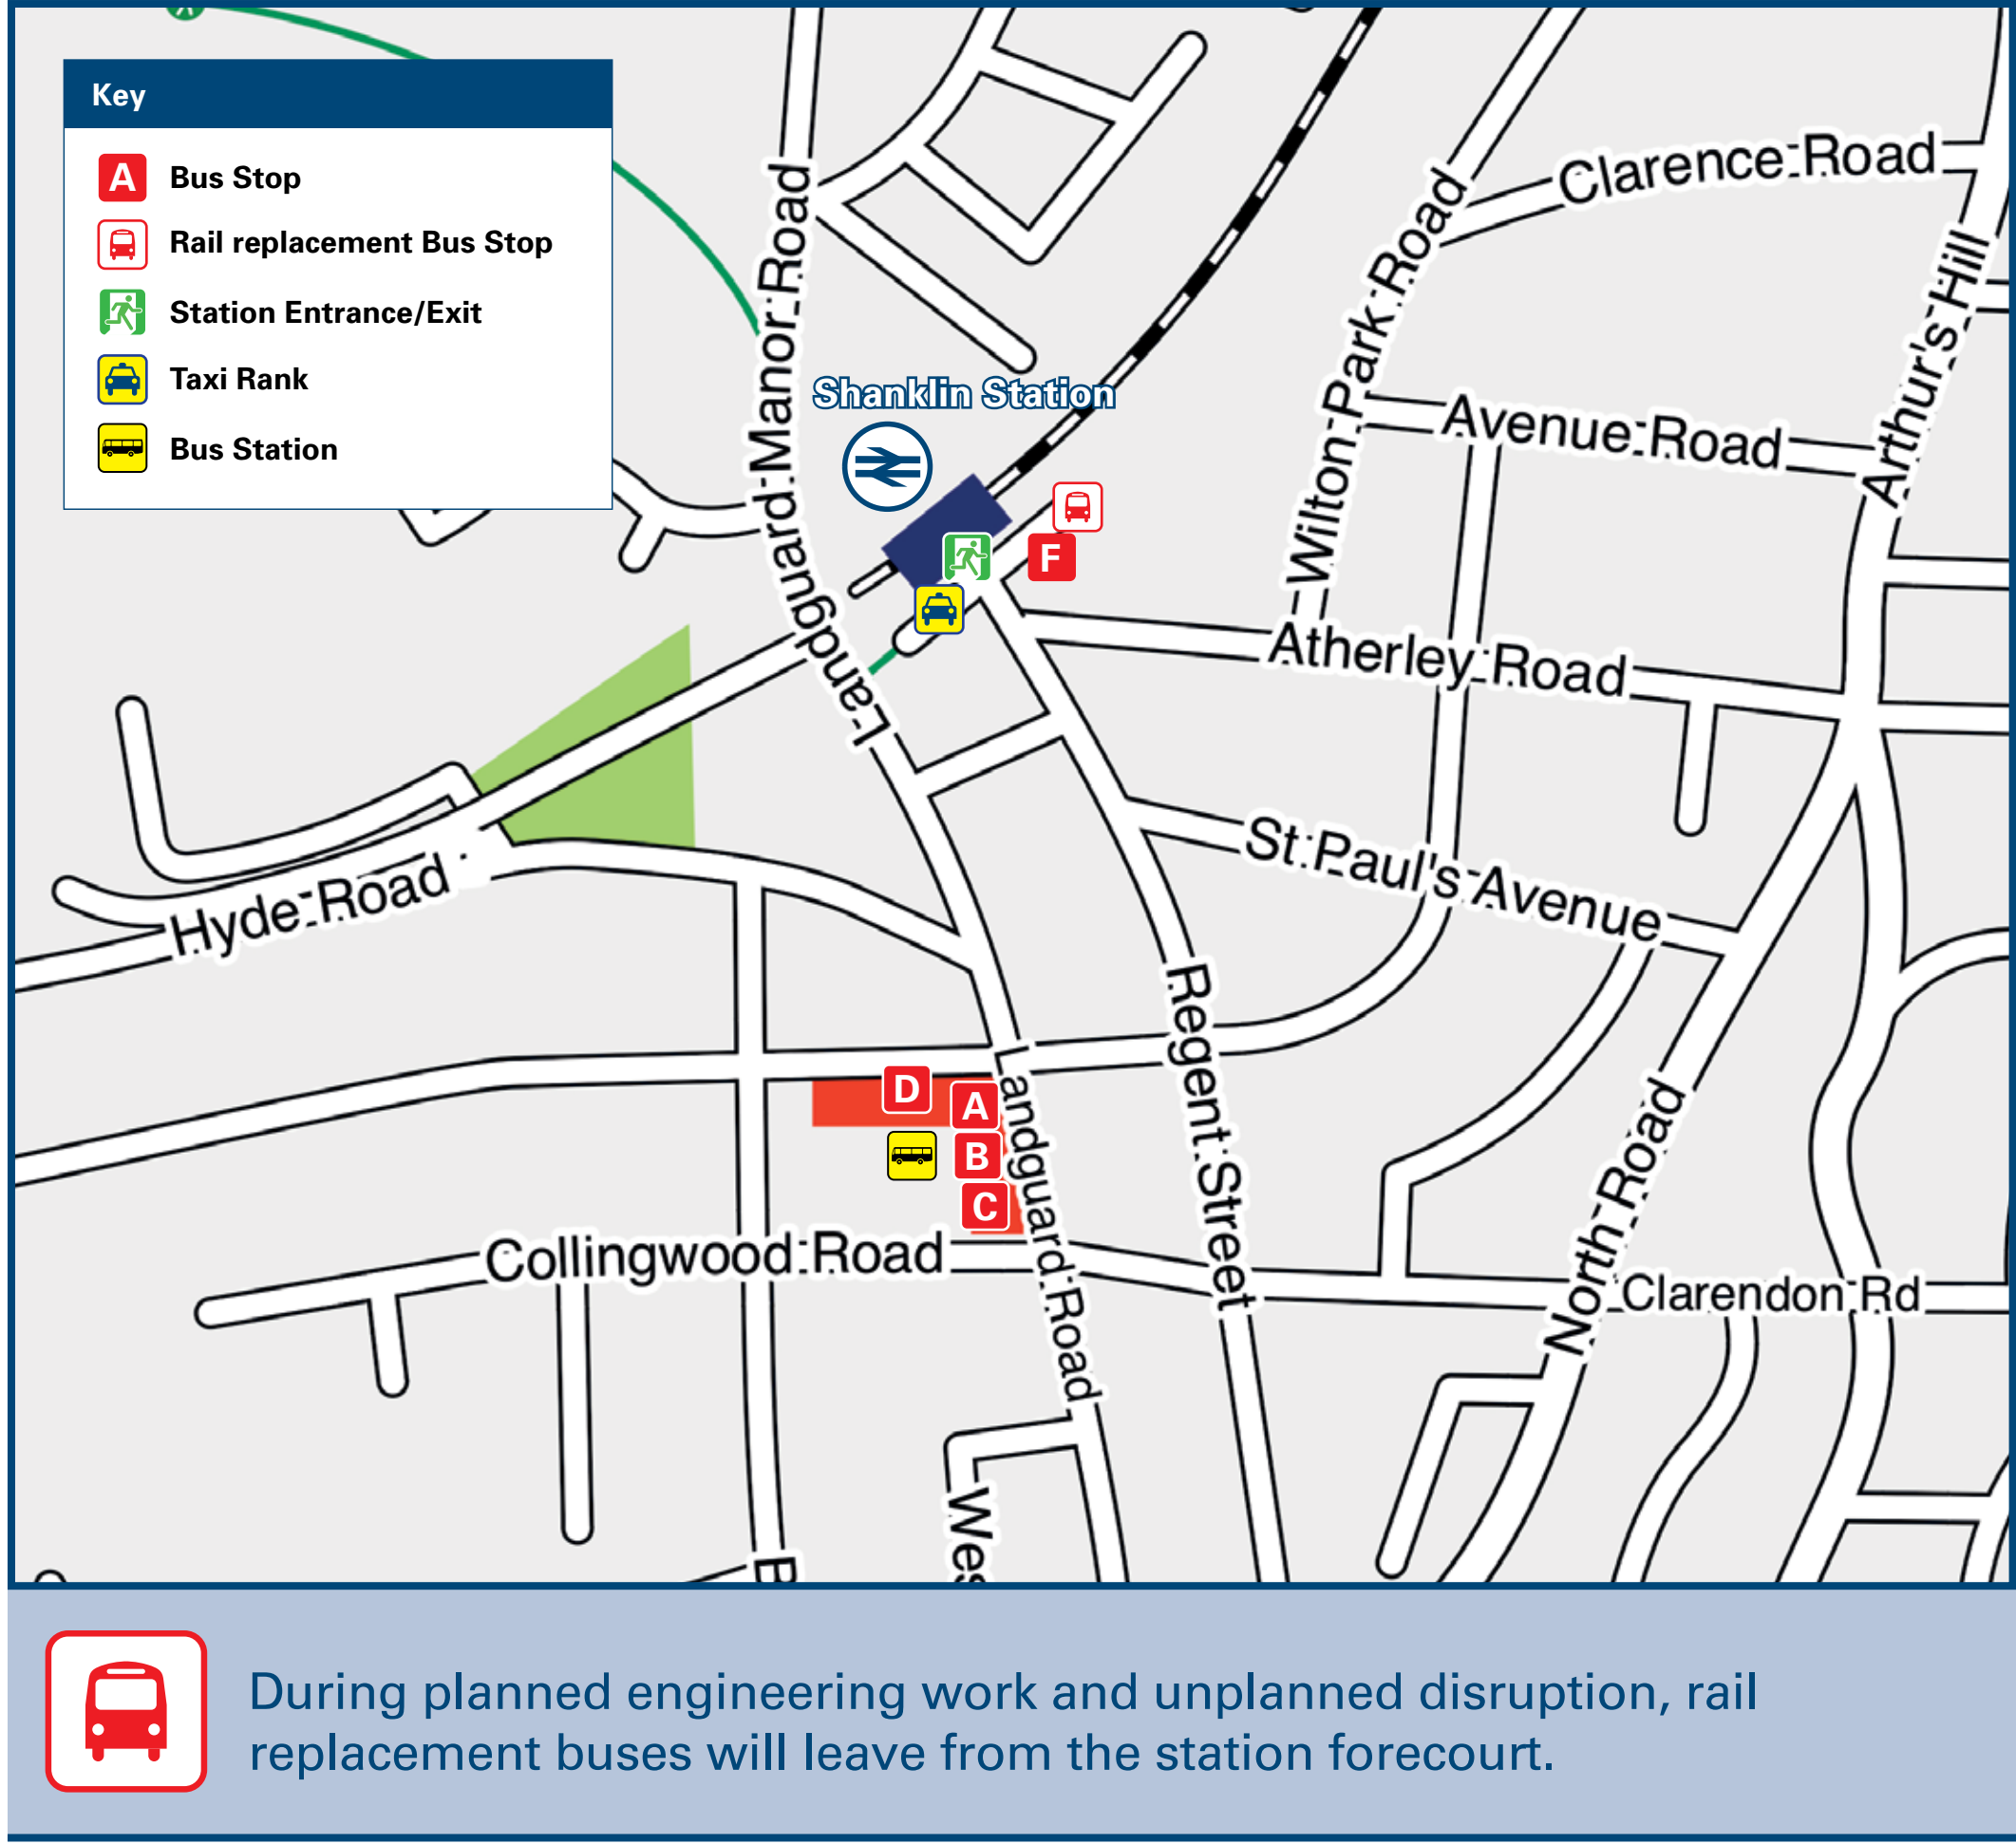 Key
A Bus Stop
Rail replacement Bus Stop
Station Entrance/Exit
Taxi Rank
Bus Station
Clarence Road
Landguard Manor Road
Wilton Park Road
Arthur's Hill
Shanklin Station
Avenue Road
F
Atherley Road
St Paul's Avenue
Hyde Road
Regent Street
Landguard Road
D
A
B
C
North Road
Collingwood Road
Clarendon Rd
Wes
B
During planned engineering work and unplanned disruption, rail
replacement buses will leave from the station forecourt.